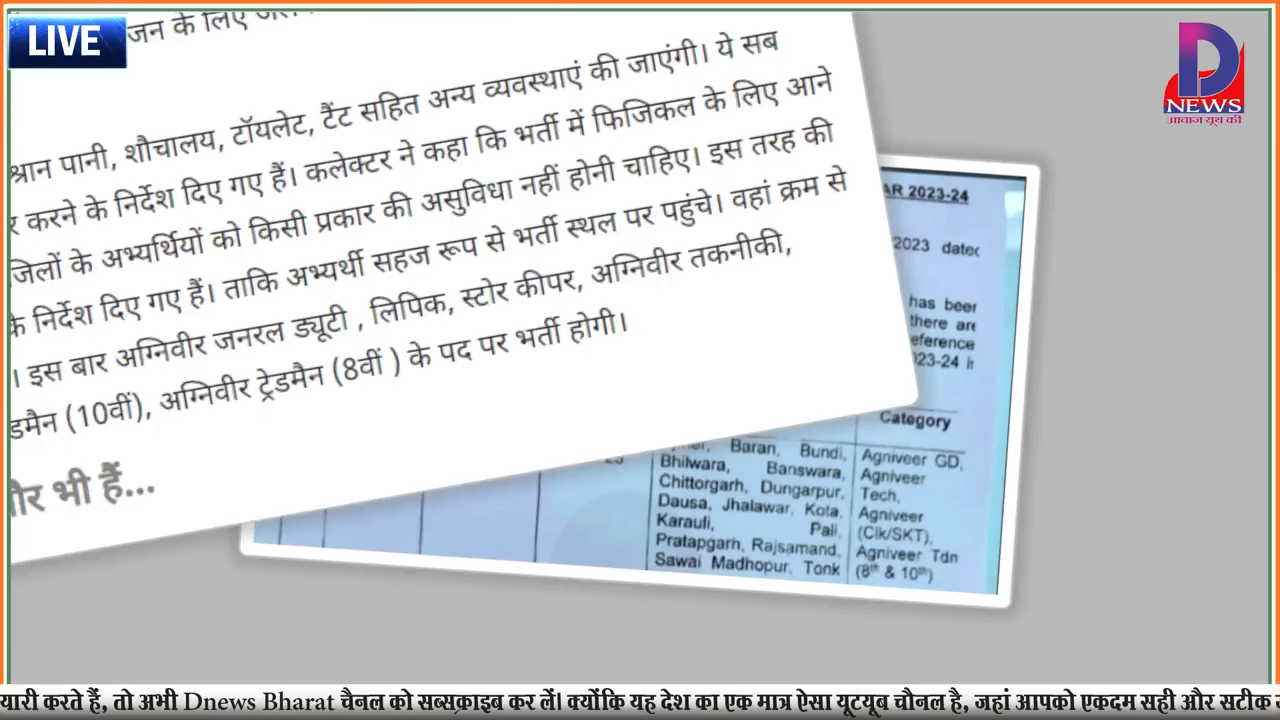 LIVE
जन के लिए
पानी, शौचालय, टॉयलेट, टैंट सहित अन्य व्यवस्थाएं की जाएंगी। ये सब
करने के निर्देश दिए गए हैं। कलेक्टर ने कहा कि भर्ती में फिजिकल के लिए आने
जिलों के अभ्यर्थियों को किसी प्रकार की असुविधा नहीं होनी चाहिए। इस तरह की
के निर्देश दिए गए हैं। ताकि अभ्यर्थी सहज रूप से भर्ती स्थल पर पहुंचे। वहां क्रम से
। इस बार अग्निवीर जनरल ड्यूटी , लिपिक, स्टोर कीपर, अग्निवीर तकनीकी,
डमैन (10वीं), अग्निवीर ट्रेडमैन (8वीं ) के पद पर भर्ती होगी।
भी हैं...
D
NEWS
आवाज यूथ की
AR 2023-24
2023 dated
has been
there are
eference
23-24 i
Category
Baran, Bundi,
Bhilwara, Banswara,
Chittorgarh, Dungarpur,
Dausa, Jhalawar, Kota,
Karauli, Pali,
Pratapgarh, Rajsamand,
Sawai Madhopur, Tonk
Agniveer GD,
Agniveer
Tech,
Agniveer
(Clk/SKT),
Agniveer Tdn
(8th & 10th)
यारी करते हैं, तो अभी Dnews Bharat चैनल को सब्सक्राइब कर लें। क्योंकि यह देश का एक मात्र ऐसा यूटयूब चौनल है, जहां आपको एकदम सही और सटीक